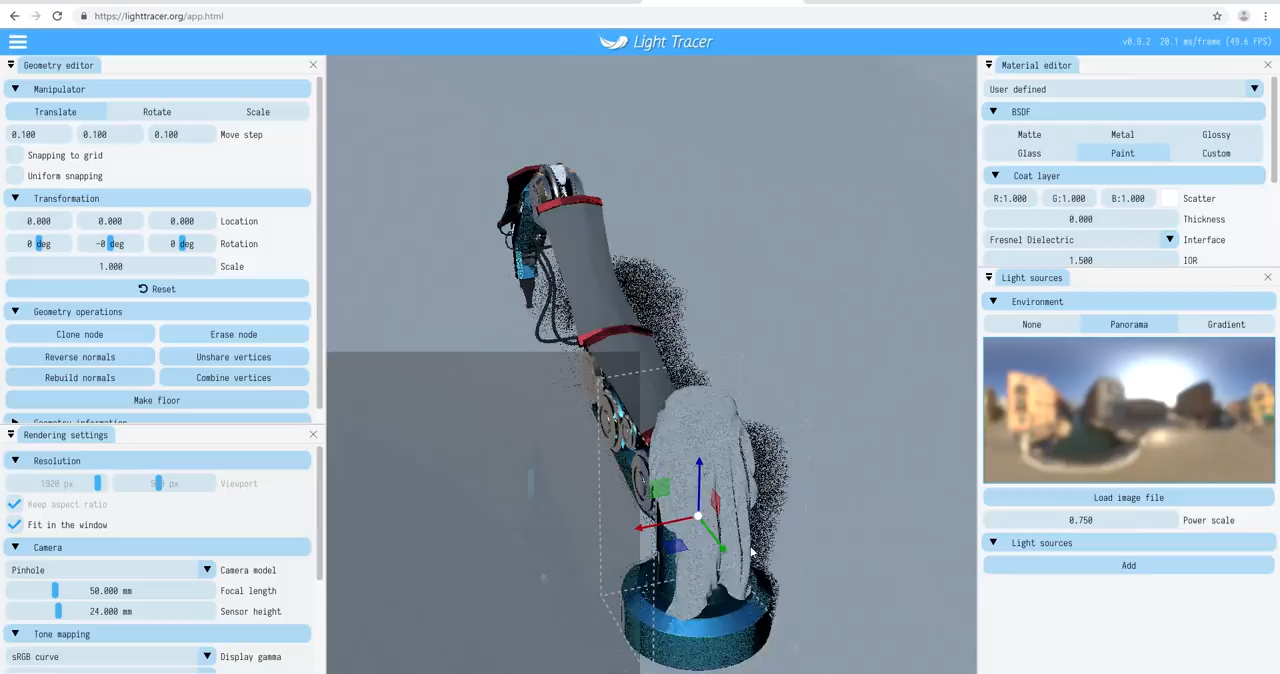 https://lighttracer.org/app.html
Light Tracer
v0.9.2 20.1 ms/frame (49.6 FPS)
Geometry editor
Manipulator
Translate Rotate Scale
0.100 0.100 0.100 Move step
Snapping to grid
Uniform snapping
Transformation
0.000 0.000 0.000 Location
0 deg -0 deg 0 deg Rotation
1.000 Scale
Reset
Geometry operations
Clone node Erase node
Reverse normals Unshare vertices
Rebuild normals Combine vertices
Make floor
Geometry information
Rendering settings
Resolution
1920 px px Viewport
Keep aspect ratio
Fit in the window
Camera
Pinhole Camera model
50.000 mm Focal length
24.000 mm Sensor height
Tone mapping
sRGB curve Display gamma
Material editor
User defined
BSDF
Matte Metal Glossy
Glass Paint Custom
Coat layer
R:1.000 G:1.000 B:1.000 Scatter
0.000 Thickness
Fresnel Dielectric Interface
1.500 IOR
Light sources
Environment
None Panorama Gradient
Load image file
0.750 Power scale
Light sources
Add